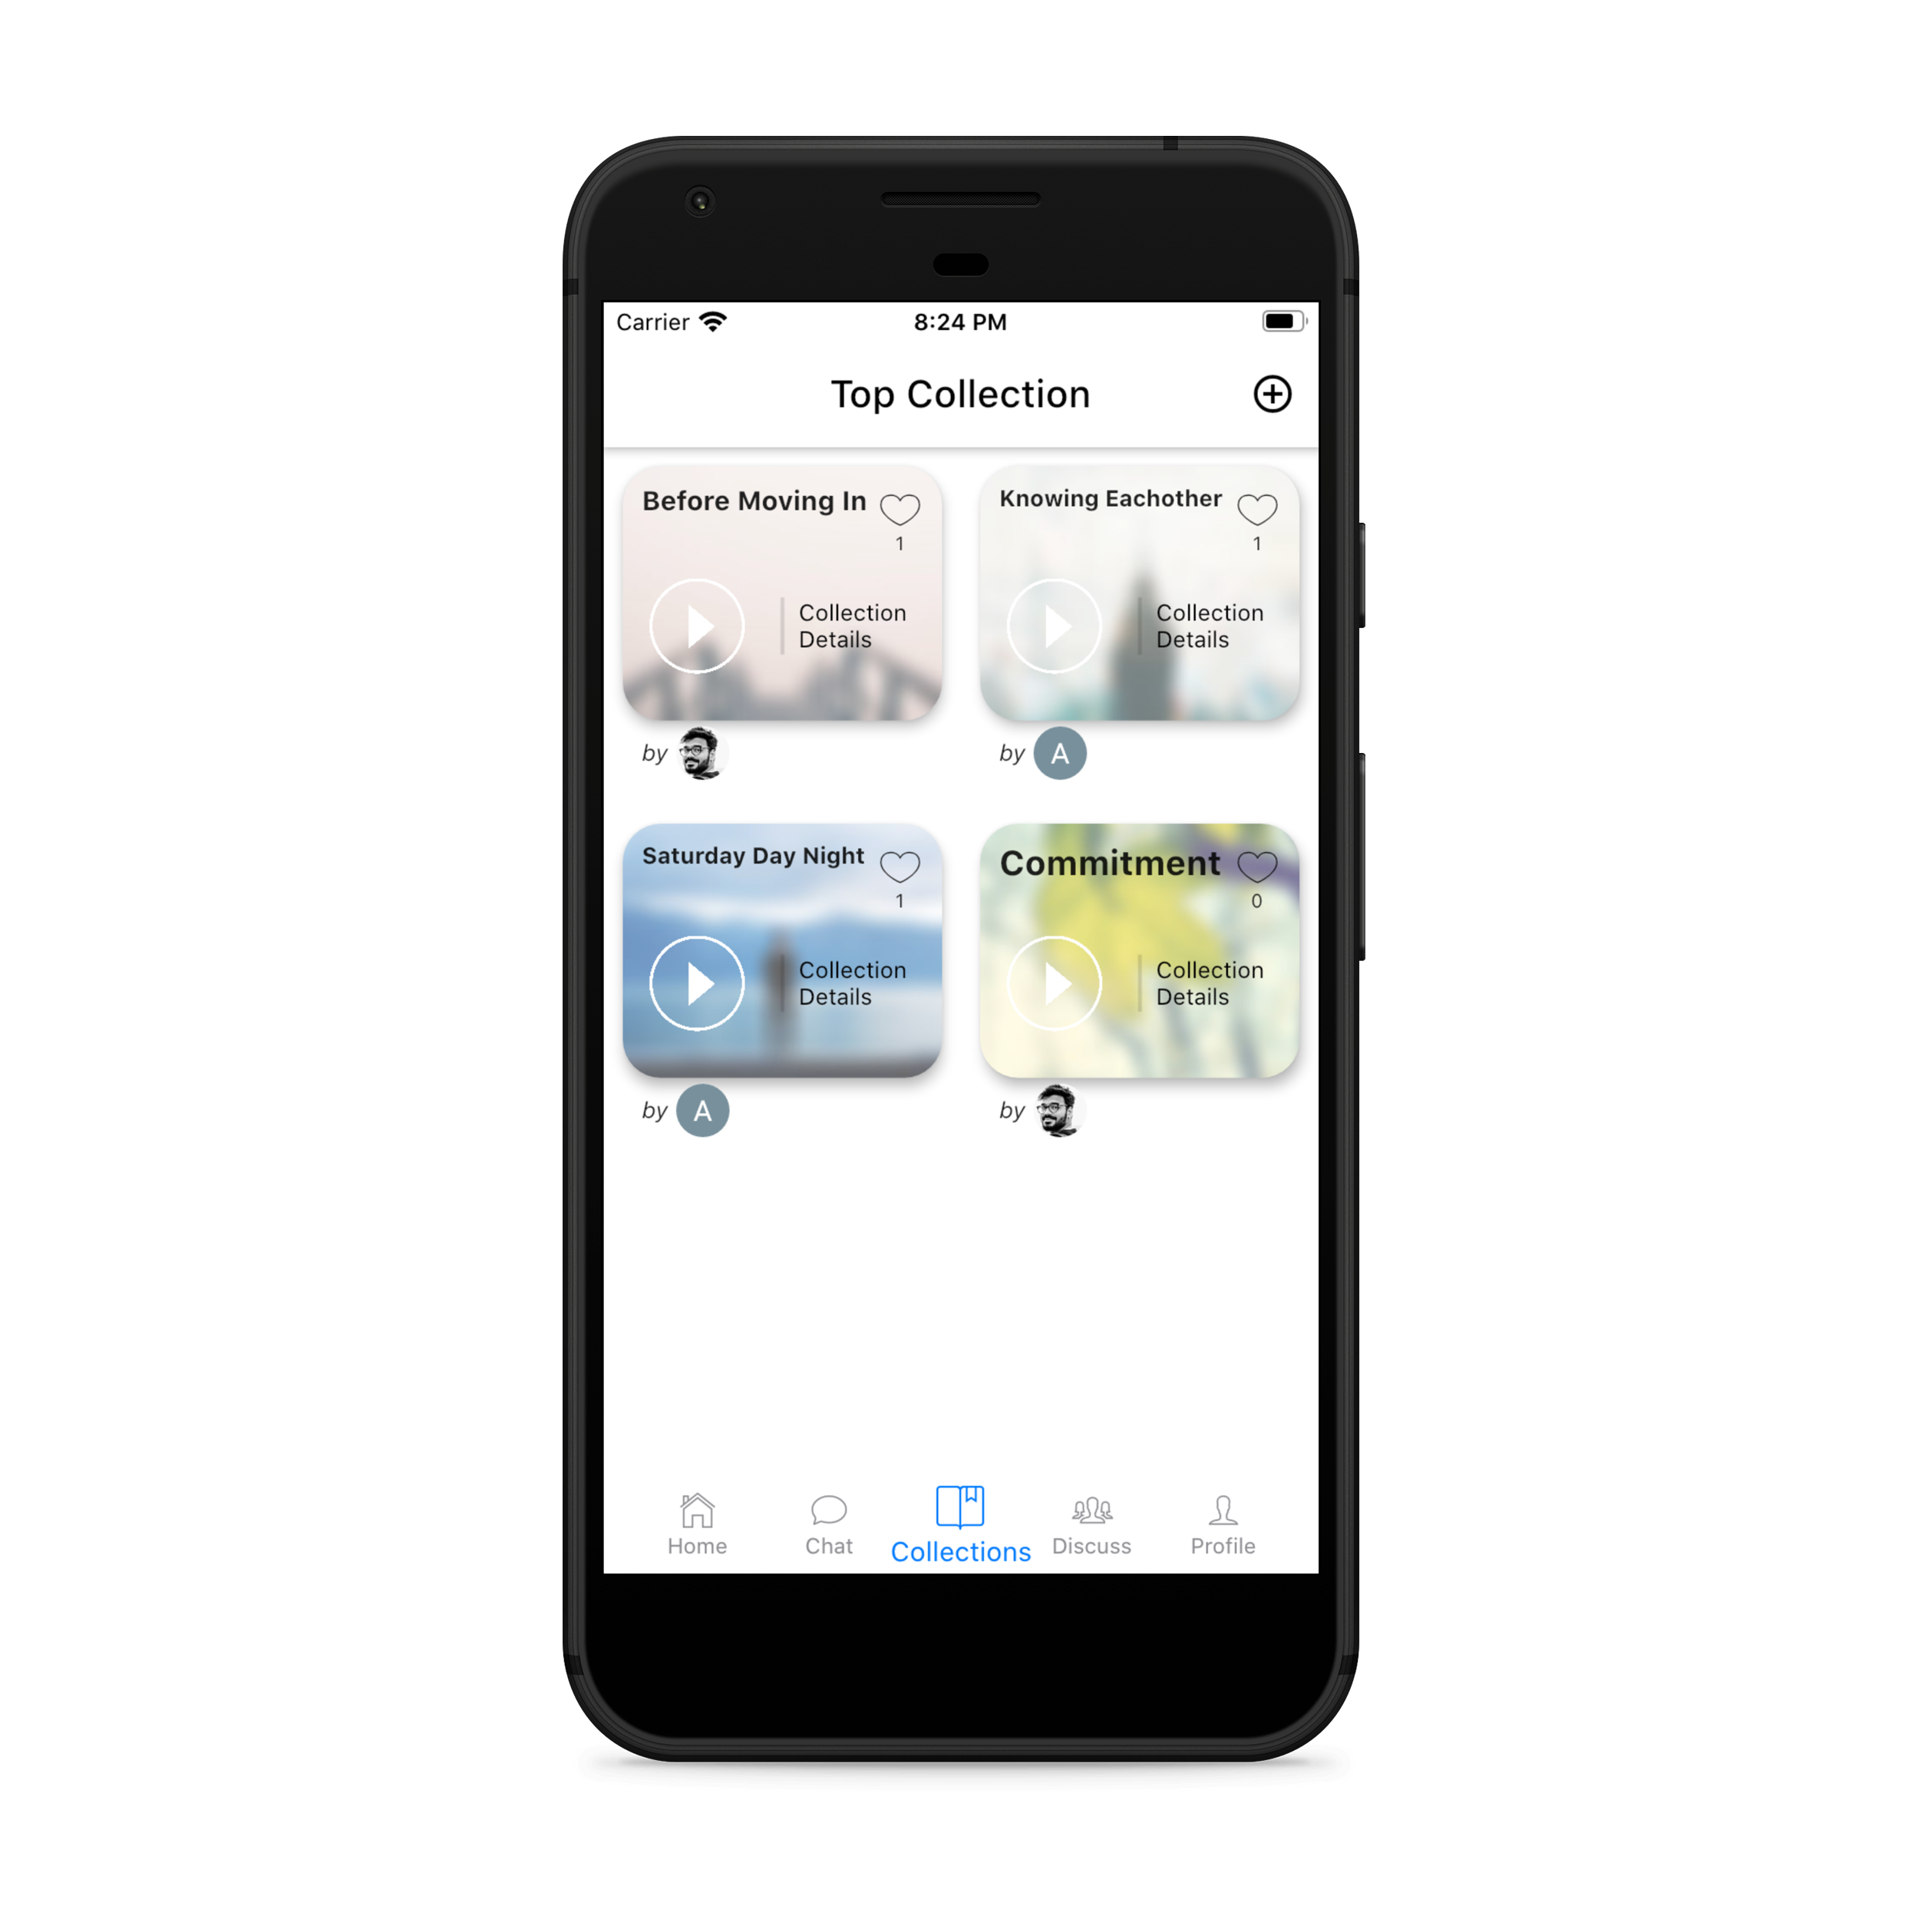 Carrier 8:24 PM
Top Collection
Before Moving In
1
Collection
Details
by
Knowing Eachother
1
Collection
Details
by A
Saturday Day Night
1
Collection
Details
by A
Commitment
0
Collection
Details
by
Home Chat Collections Discuss Profile